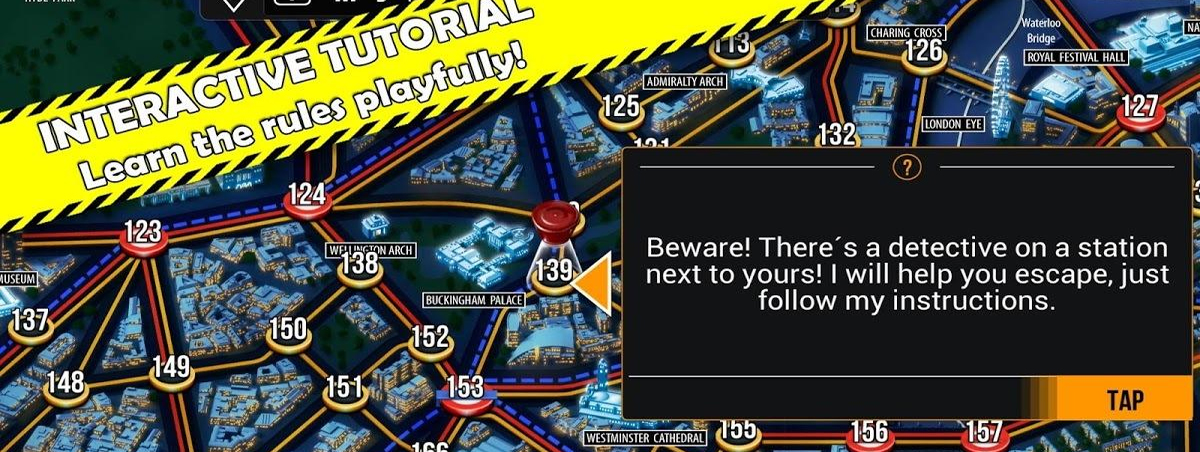 INTERACTIVE TUTORIAL
Learn the rules playfully!
CHARING CROSS
Waterloo
Bridge
113
126
ROYAL FESTIVAL HALL
ADMIRALTY ARCH
125
127
LONDON EYE
132
124
123
WELLINGTON ARCH
138
139
MUSEUM
BUCKINGHAM PALACE
137
150
152
149
148
151
153
Beware! There´s a detective on a station
next to yours! I will help you escape, just
follow my instructions.
TAP
WESTMINSTER CATHEDRAL
155
156
157